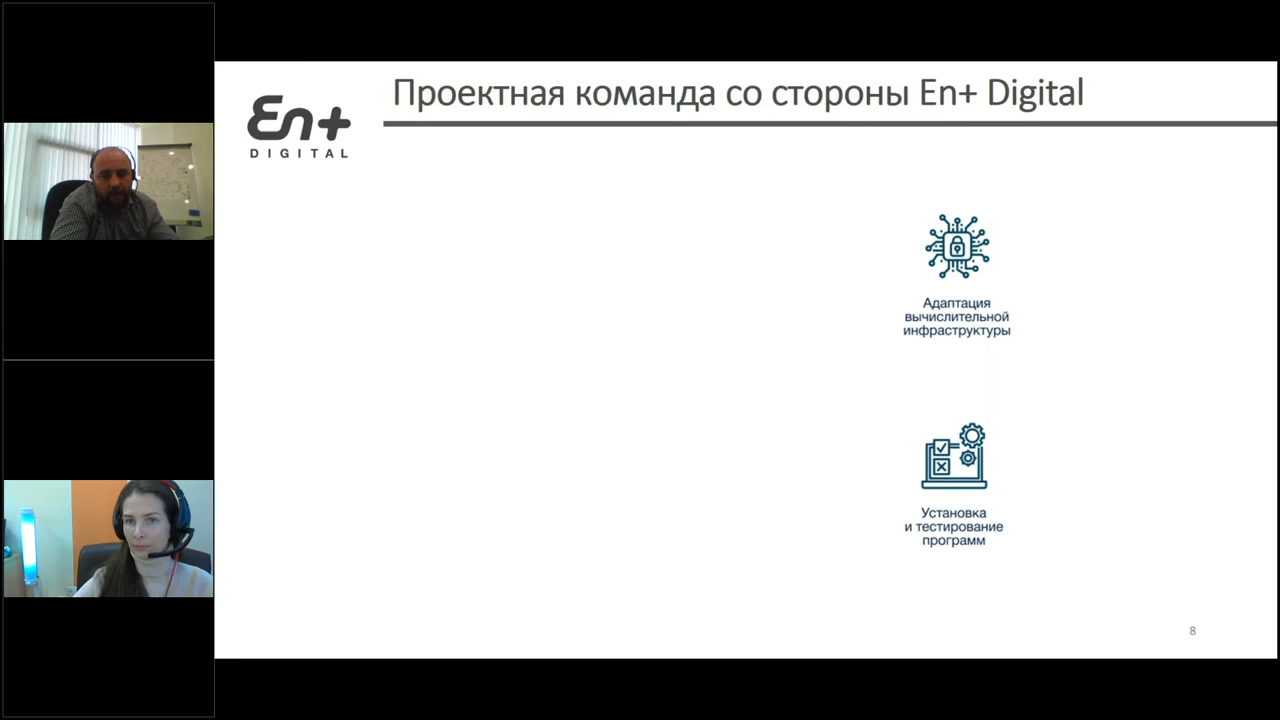 Проектная команда со стороны En+ Digital
En+
DIGITAL
Адаптация
вычислительной
инфраструктуры
Установка
и тестирование
программ
8